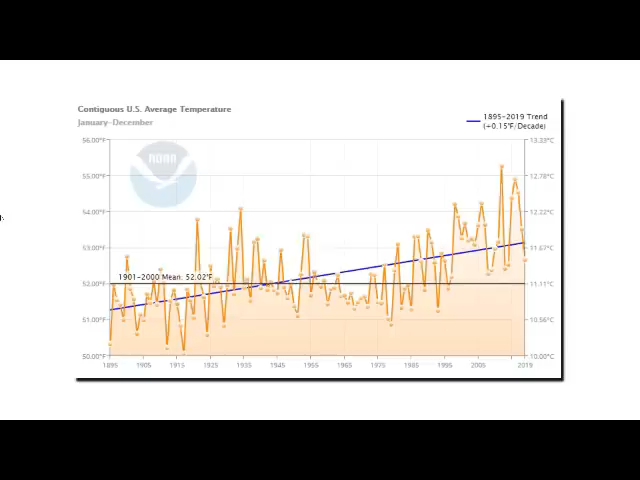 Contiguous U.S. Average Temperature
January-December
1895-2019 Trend
(+0.15°F/Decade)
56.00°F
13.33°C
NOAA
55.00°F
12.78°C
54.00°F
12.22°C
53.00°F
11.67°C
1901-2000 Mean: 52.02°F
52.00°F
11.11°C
51.00°F
10.56°C
50.00°F
10.00°C
1895 1905 1915 1925 1935 1945 1955 1965 1975 1985 1995 2005 2019